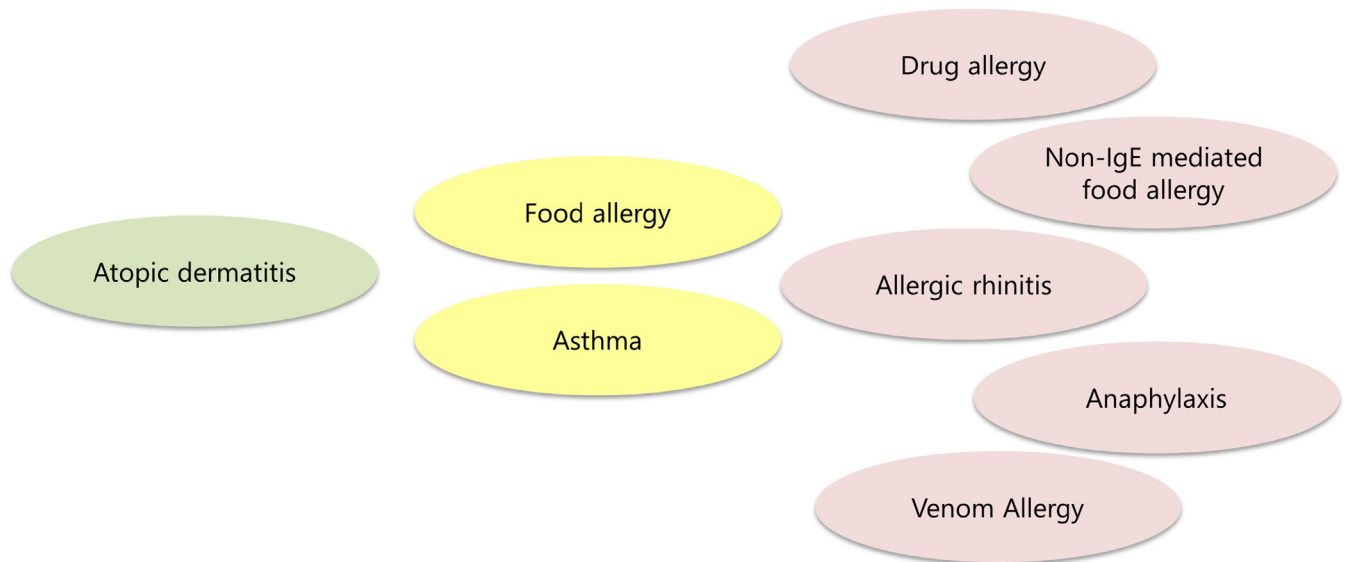 Atopic dermatitis
Food allergy
Asthma
Drug allergy
Non-IgE mediated
food allergy
Allergic rhinitis
Anaphylaxis
Venom Allergy